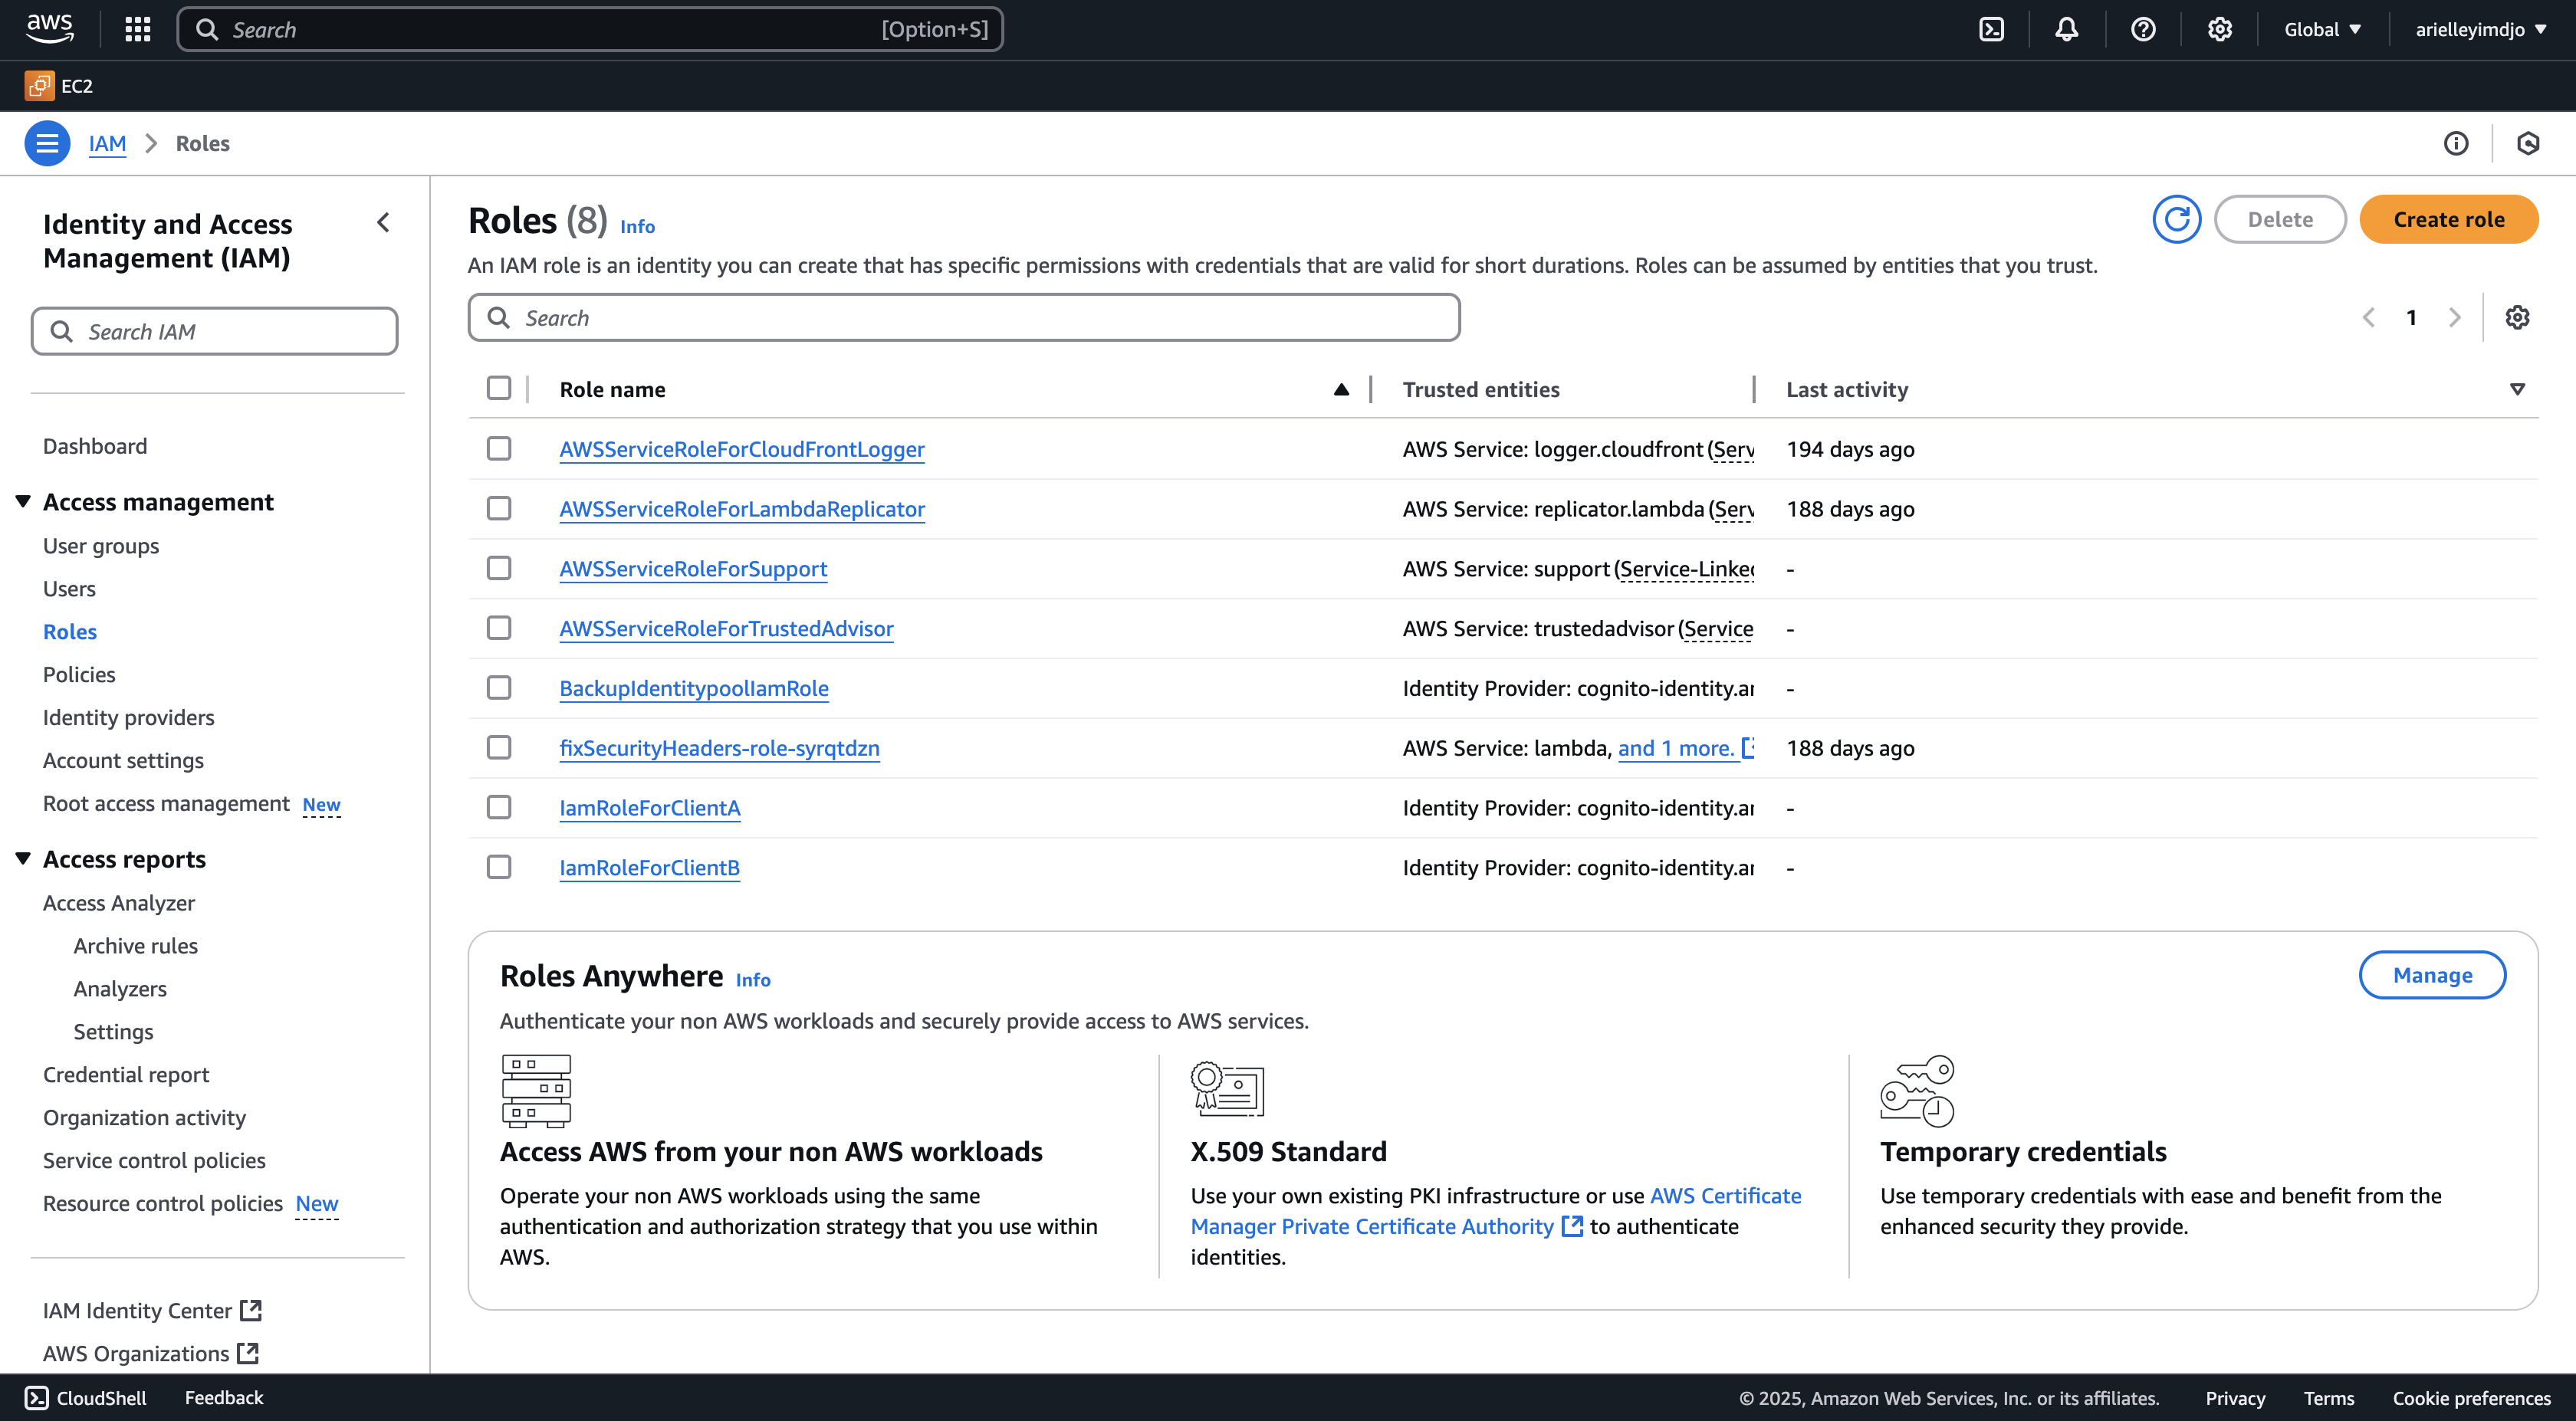 aws
Search
[Option+S]
Global
arielleyimdjo
EC2
IAM
Roles
Identity and Access
Management (IAM)
Search IAM
Dashboard
Access management
User groups
Users
Roles
Policies
Identity providers
Account settings
Root access management New
Access reports
Access Analyzer
Archive rules
Analyzers
Settings
Credential report
Organization activity
Service control policies
Resource control policies New
IAM Identity Center
AWS Organizations
Roles (8) Info
Delete
Create role
An IAM role is an identity you can create that has specific permissions with credentials that are valid for short durations. Roles can be assumed by entities that you trust.
Search
1
Role name Trusted entities Last activity
AWSServiceRoleForCloudFrontLogger AWS Service: logger.cloudfront (Serv 194 days ago
AWSServiceRoleForLambdaReplicator AWS Service: replicator.lambda (Serv 188 days ago
AWSServiceRoleForSupport AWS Service: support (Service-Linked -
AWSServiceRoleForTrustedAdvisor AWS Service: trustedadvisor (Service -
BackupIdentitypoolIamRole Identity Provider: cognito-identity.ar -
fixSecurityHeaders-role-syrqtdzn AWS Service: lambda, and 1 more. 188 days ago
IamRoleForClientA Identity Provider: cognito-identity.ar -
IamRoleForClientB Identity Provider: cognito-identity.ar -
Roles Anywhere Info
Manage
Authenticate your non AWS workloads and securely provide access to AWS services.
Access AWS from your non AWS workloads
Operate your non AWS workloads using the same
authentication and authorization strategy that you use within
AWS.
X.509 Standard
Use your own existing PKI infrastructure or use AWS Certificate
Manager Private Certificate Authority to authenticate
identities.
Temporary credentials
Use temporary credentials with ease and benefit from the
enhanced security they provide.
CloudShell
Feedback
© 2025, Amazon Web Services, Inc. or its affiliates.
Privacy
Terms
Cookie preferences